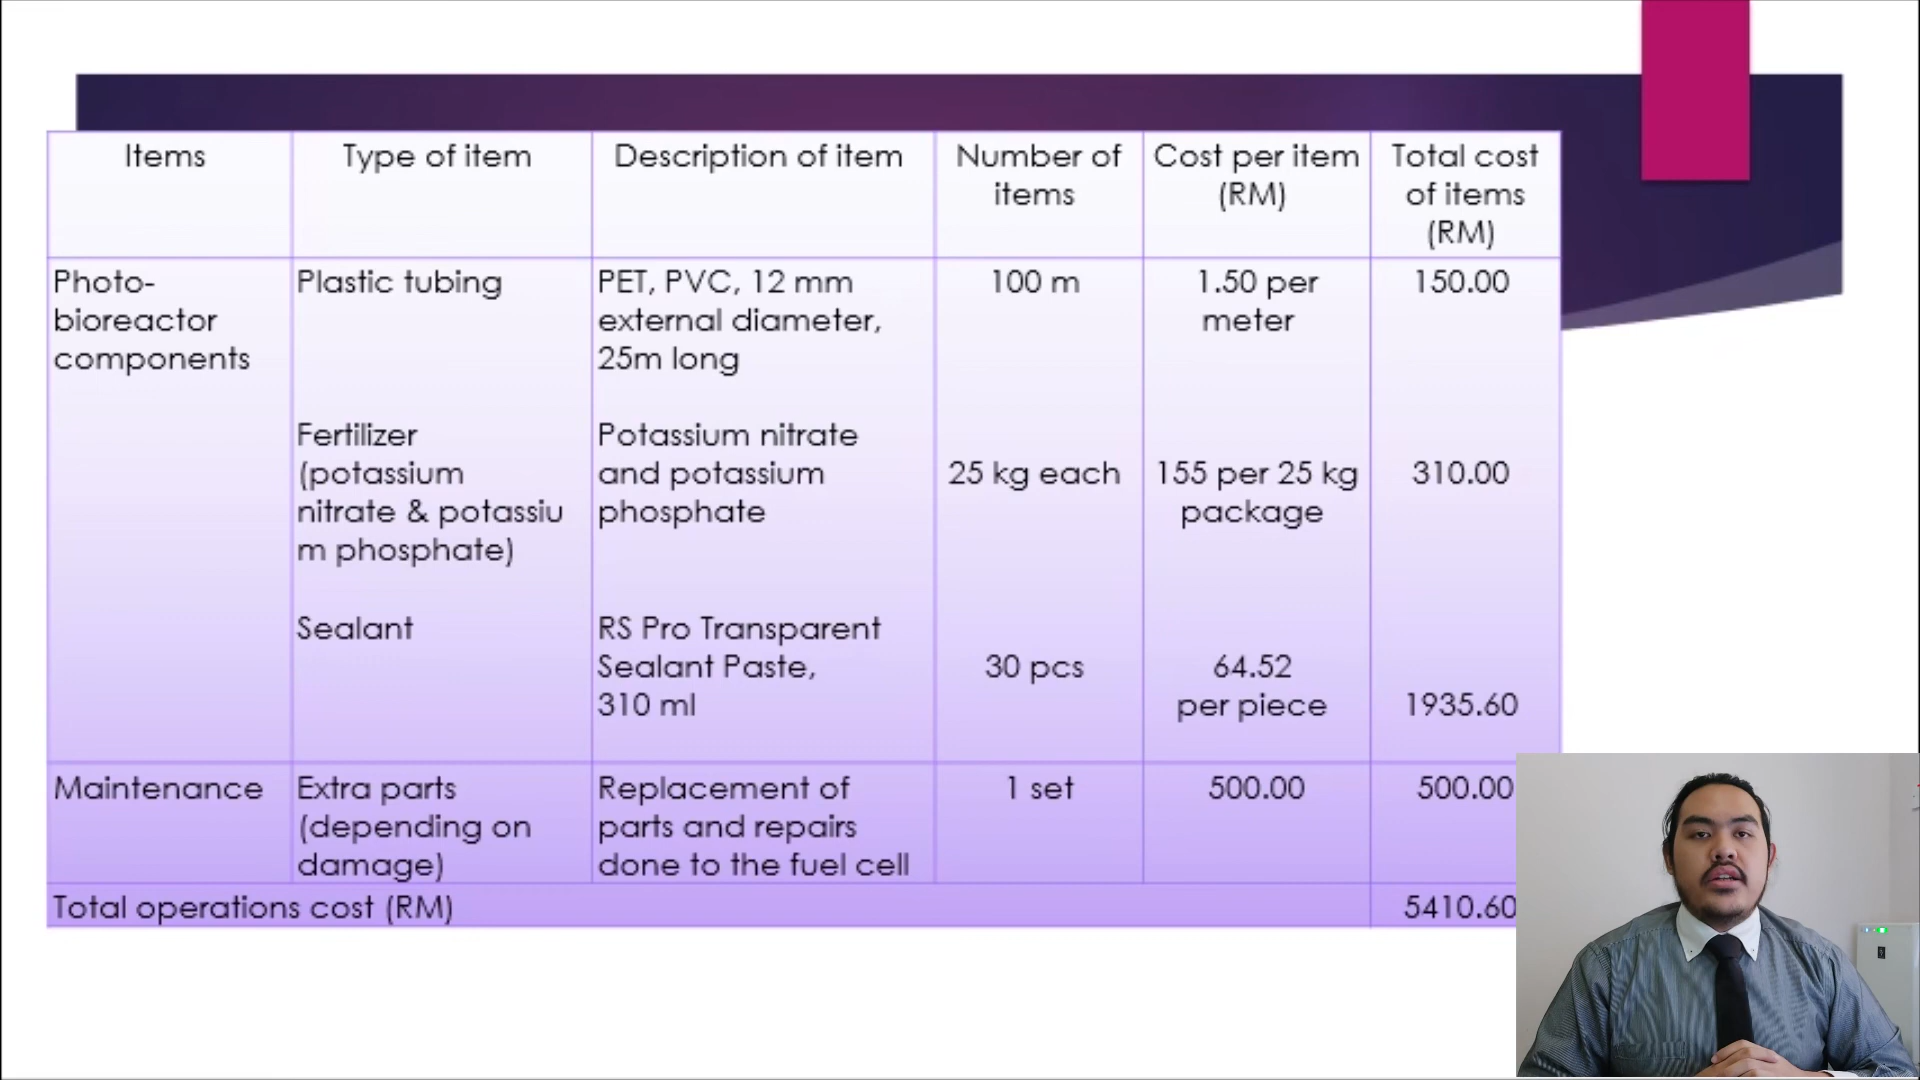 Items
Type of item
Description of item
Number of
items
Cost per item
(RM)
Total cost
of items
(RM)
Photo-
bioreactor
components
Plastic tubing
PET, PVC, 12 mm
external diameter,
25m long
100 m
1.50 per
meter
150.00
Fertilizer
(potassium
nitrate & potassiu
m phosphate)
Potassium nitrate
and potassium
phosphate
25 kg each
155 per 25 kg
package
310.00
Sealant
RS Pro Transparent
Sealant Paste,
310 ml
30 pcs
64.52
per piece
1935.60
Maintenance
Extra parts
(depending on
damage)
Replacement of
parts and repairs
done to the fuel cell
1 set
500.00
500.00
Total operations cost (RM)
5410.60